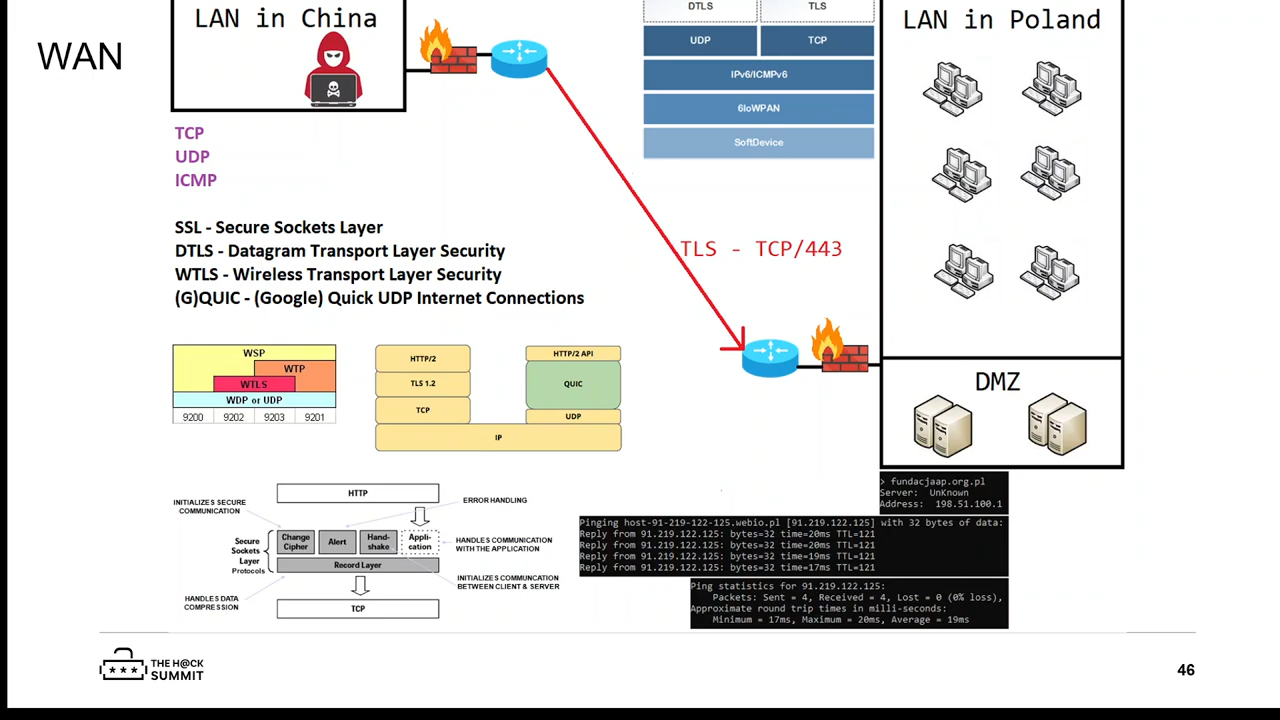 WAN
LAN in China
TCP
UDP
ICMP
SSL - Secure Sockets Layer
DTLS - Datagram Transport Layer Security
WTLS - Wireless Transport Layer Security
(G)QUIC - (Google) Quick UDP Internet Connections
DTLS
TLS
UDP
TCP
IPv6/ICMPv6
6loWPAN
SoftDevice
LAN in Poland
TLS - TCP/443
DMZ
WSP
WTP
WTLS
WDP or UDP
9200
9202
9203
9201
HTTP/2
TLS 1.2
TCP
HTTP/2 API
QUIC
UDP
IP
HTTP
INITIALIZES SECURE
COMMUNICATION
ERROR HANDLING
Secure
Sockets
Layer
Protocols
Change
Cipher
Alert
Hand-
shake
Appli-
cation
HANDLES COMMUNICATION
WITH THE APPLICATION
Record Layer
INITIALIZES COMMUNCATION
BETWEEN CLIENT & SERVER
HANDLES DATA
COMPRESSION
TCP
> fundacjaap.org.pl
Server: UnKnown
Address: 198.51.100.1
Pinging host-91-219-122-125.webio.pl [91.219.122.125] with 32 bytes of data:
Reply from 91.219.122.125: bytes=32 time=20ms TTL=121
Reply from 91.219.122.125: bytes=32 time=20ms TTL=121
Reply from 91.219.122.125: bytes=32 time=19ms TTL=121
Reply from 91.219.122.125: bytes=32 time=17ms TTL=121
Ping statistics for 91.219.122.125:
Packets: Sent = 4, Received = 4, Lost = 0 (0% loss),
Approximate round trip times in milli-seconds:
Minimum = 17ms, Maximum = 20ms, Average = 19ms
THE H@CK
SUMMIT
46